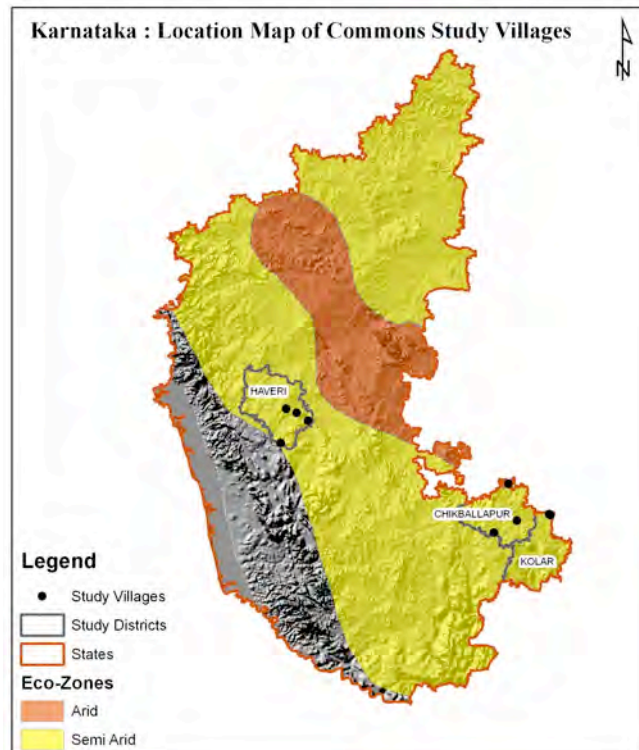 Karnataka : Location Map of Commons Study Villages
N
HAVERI
CHIKBALLAPUR
KOLAR
Legend
Study Villages
Study Districts
States
Eco-Zones
Arid
Semi Arid